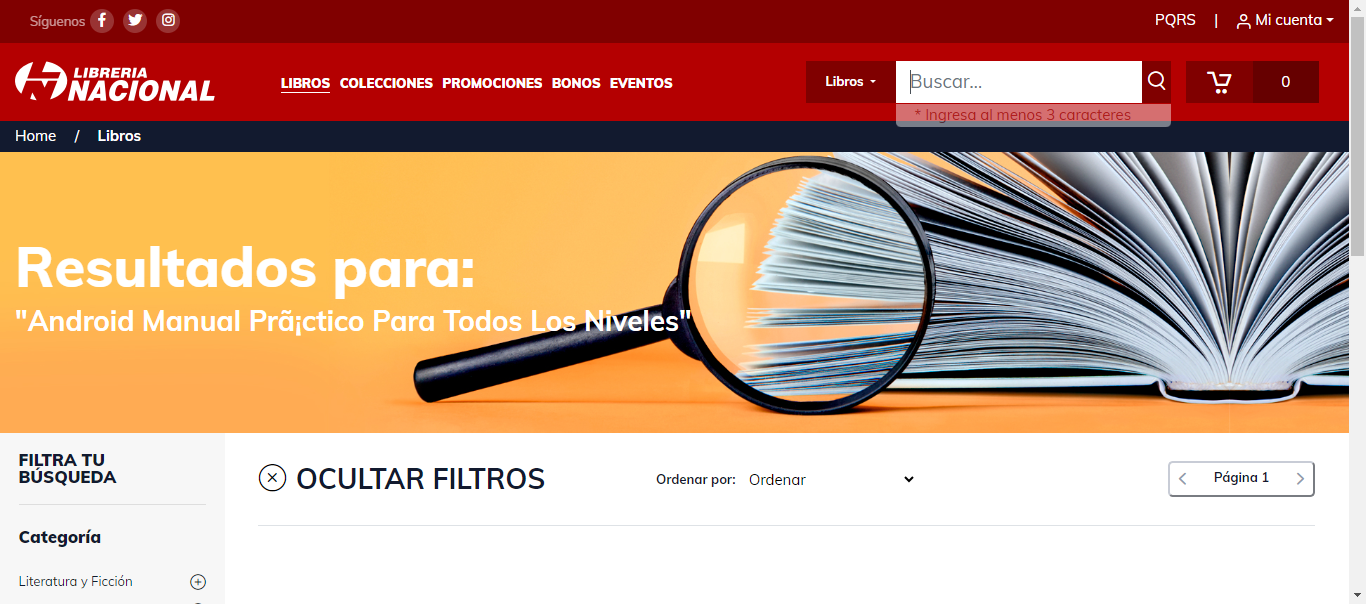 Síguenos
PQRS | Mi cuenta
LIBRERIA
NACIONAL
LIBROS COLECCIONES PROMOCIONES BONOS EVENTOS
Libros
Buscar...
0
* Ingresa al menos 3 caracteres
Home / Libros
Resultados para:
"Android Manual Prã¡ctico Para Todos Los Niveles"
FILTRA TU
BÚSQUEDA
OCULTAR FILTROS
Ordenar por: Ordenar
Página 1
Categoría
Literatura y Ficción